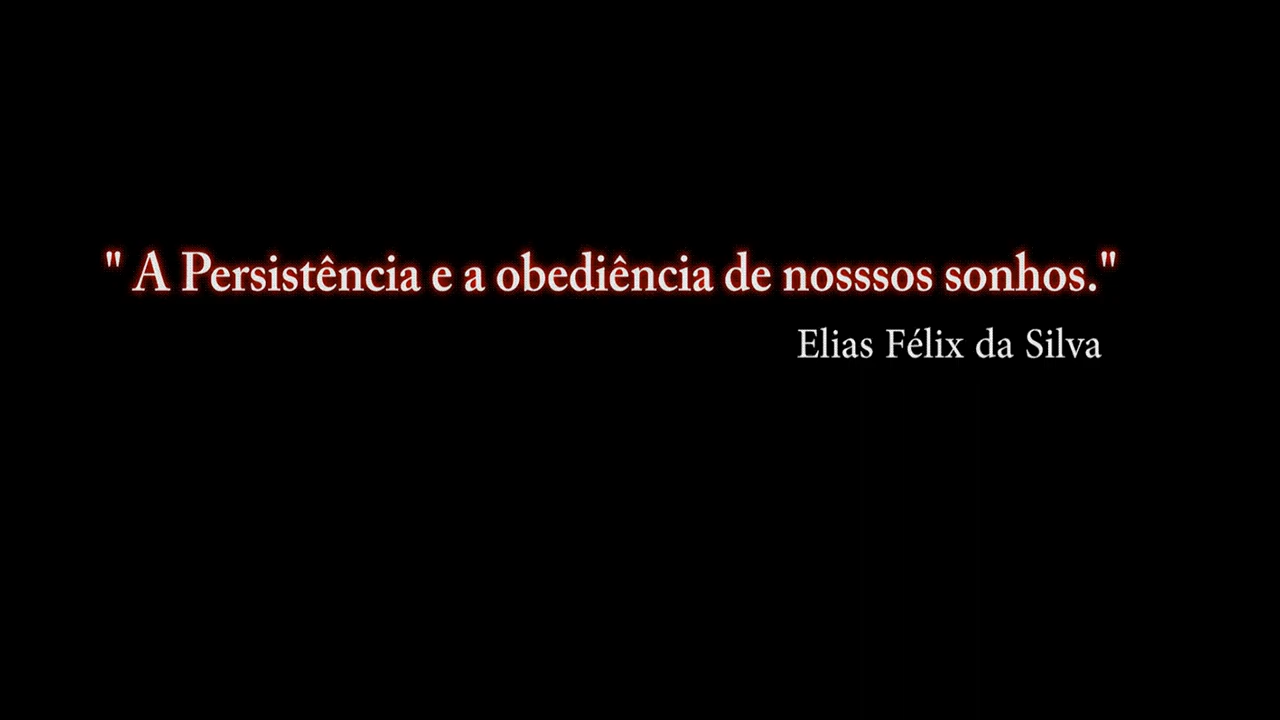 " A Persistência e a obediência de nosssos sonhos."
Elias Félix da Silva